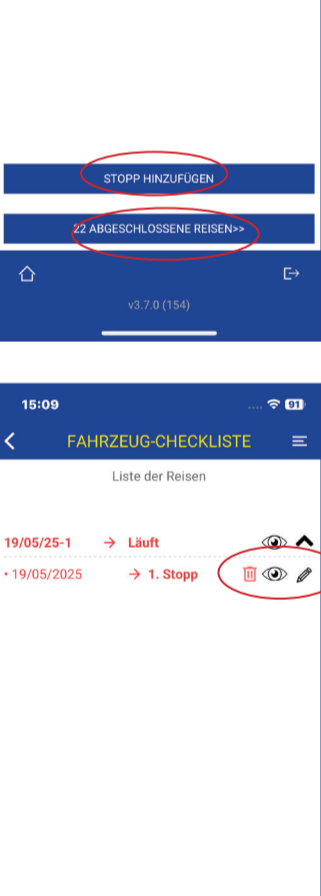 STOPP HINZUFÜGEN
22 ABGESCHLOSSENE REISEN>>
v3.7.0 (154)
15:09 .... 91
FAHRZEUG-CHECKLISTE
Liste der Reisen
19/05/25-1 → Läuft
• 19/05/2025 → 1. Stopp